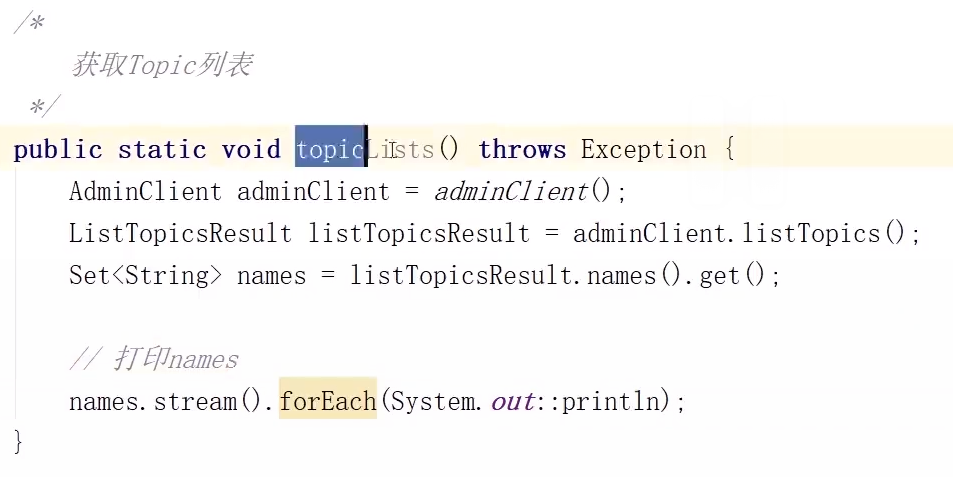 /*
获取Topic列表
*/
public static void topicLists() throws Exception {
AdminClient adminClient = adminClient();
ListTopicsResult listTopicsResult = adminClient.listTopics();
Set<String> names = listTopicsResult.names().get();
// 打印names
names.stream().forEach(System.out::println);
}